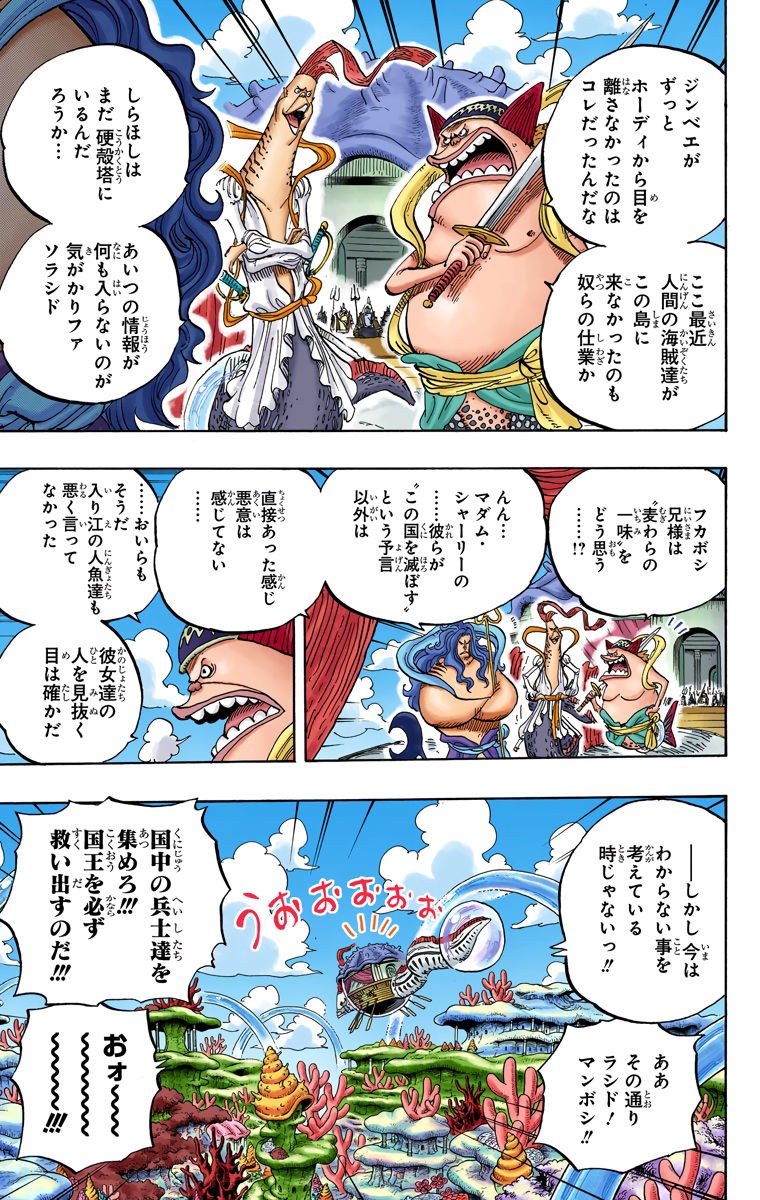 ジンベエが
ずっと
ホーディから目を
離さなかったのは
コレだったんだな
ここ最近
人間の海賊達が
この島に
来なかったのも
奴らの仕業か
しらほしは
まだ硬殻塔に
いるんだ
ろうか…
あいつの情報が
何も入らないのが
気がかりファ
ソラシド
フカボシ
兄様は
〝麦わらの
一味〟を
どう思う
……!?
んん…
マダム・
シャーリーの
……彼らが
〝この国を滅ぼす〟
という予言
以外は
直接あった感じ
悪意は
感じてない
……
……おいらも
そうだ
入り江の人魚達も
悪く言って
なかった
彼女達の
人を見抜く
目は確かだ
──しかし今は
わからない事を
考えている
時じゃないっ!!
ああ
その通り
ラシド!
マンボシ!!
国中の兵士達を
集めろ!!!
国王を必ず
救い出すのだ!!!
うおおおおお
おォ〜〜〜
〜〜〜
〜〜〜!!!